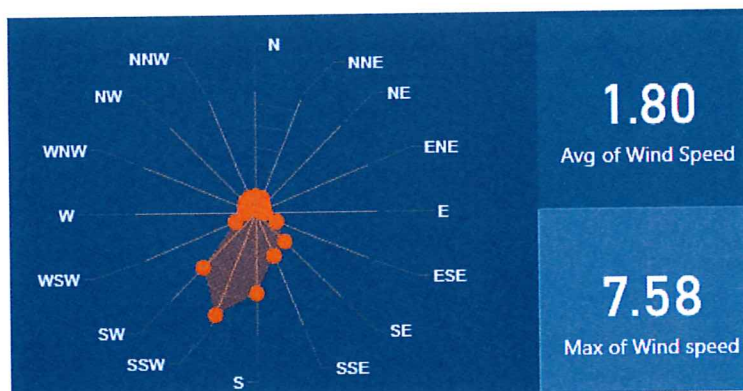 N
NNE
NE
ENE
E
ESE
SE
SSE
S
SSW
SW
WSW
W
WNW
NW
NNW
1.80
Avg of Wind Speed
7.58
Max of Wind speed